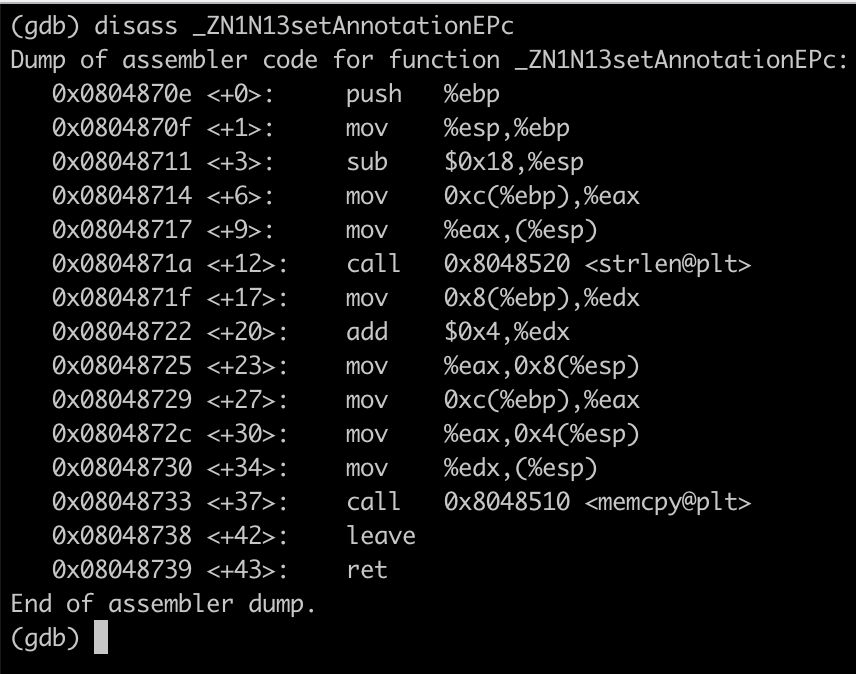 (gdb) disass _ZN1N13setAnnotationEPc
Dump of assembler code for function _ZN1N13setAnnotationEPc:
   0x0804870e <+0>:	push   %ebp
   0x0804870f <+1>:	mov    %esp,%ebp
   0x08048711 <+3>:	sub    $0x18,%esp
   0x08048714 <+6>:	mov    0xc(%ebp),%eax
   0x08048717 <+9>:	mov    %eax,(%esp)
   0x0804871a <+12>:	call   0x8048520 <strlen@plt>
   0x0804871f <+17>:	mov    0x8(%ebp),%edx
   0x08048722 <+20>:	add    $0x4,%edx
   0x08048725 <+23>:	mov    %eax,0x8(%esp)
   0x08048729 <+27>:	mov    0xc(%ebp),%eax
   0x0804872c <+30>:	mov    %eax,0x4(%esp)
   0x08048730 <+34>:	mov    %edx,(%esp)
   0x08048733 <+37>:	call   0x8048510 <memcpy@plt>
   0x08048738 <+42>:	leave
   0x08048739 <+43>:	ret
End of assembler dump.
(gdb)